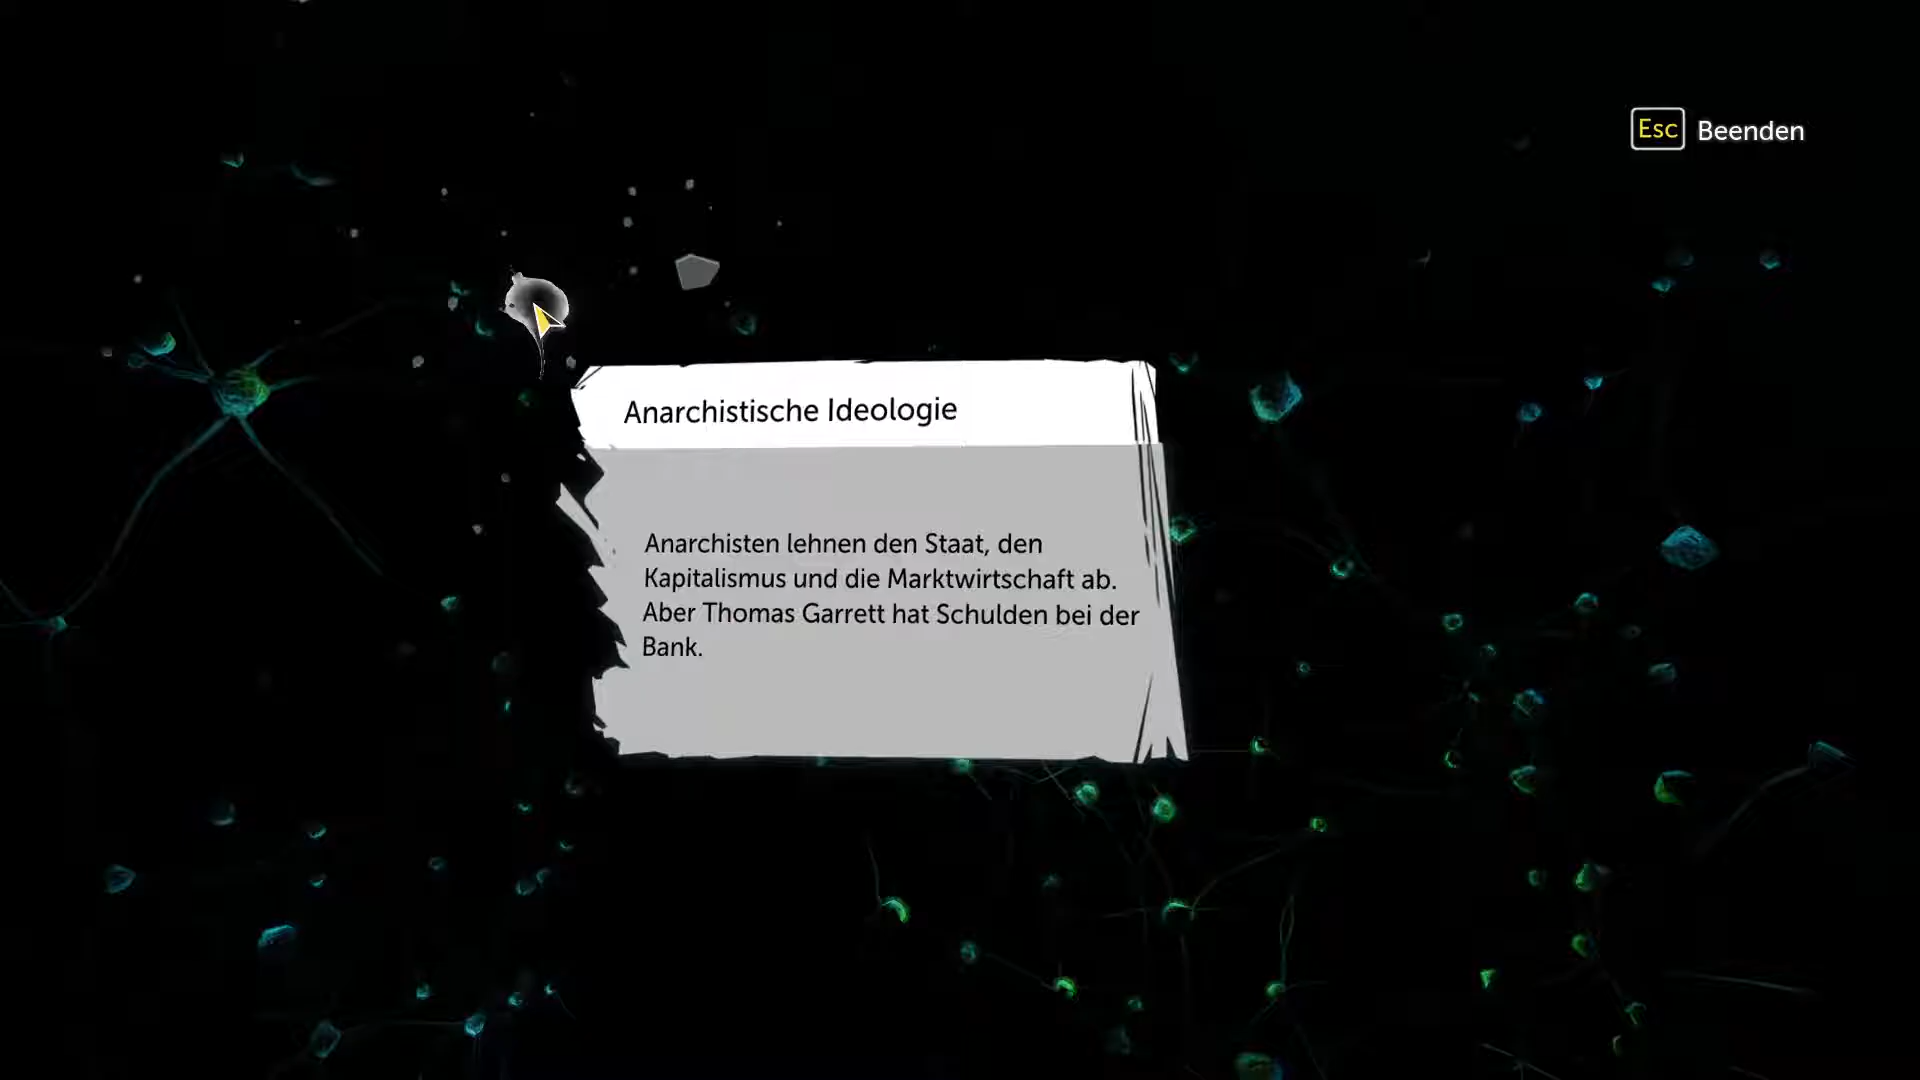 Esc Beenden
Anarchistische Ideologie
Anarchisten lehnen den Staat, den
Kapitalismus und die Marktwirtschaft ab.
Aber Thomas Garrett hat Schulden bei der
Bank.